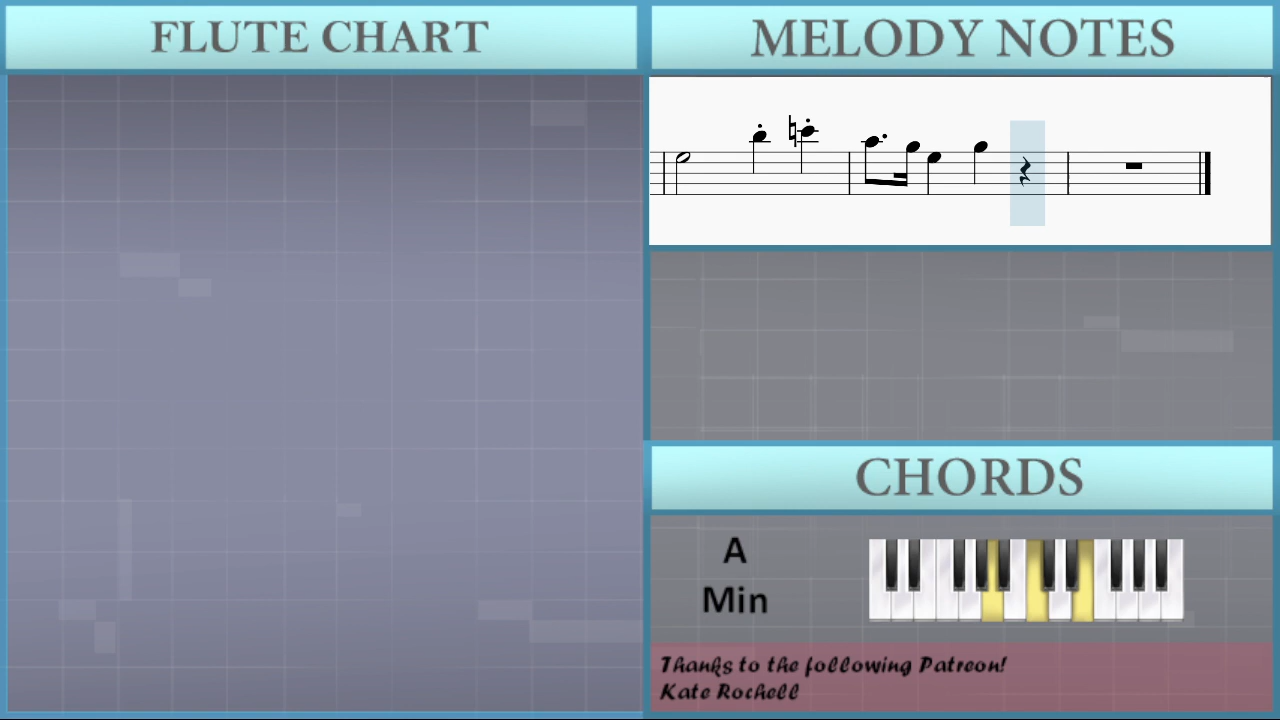 FLUTE CHART
MELODY NOTES
CHORDS
A
Min
Thanks to the following Patreon!
Kate Rochell